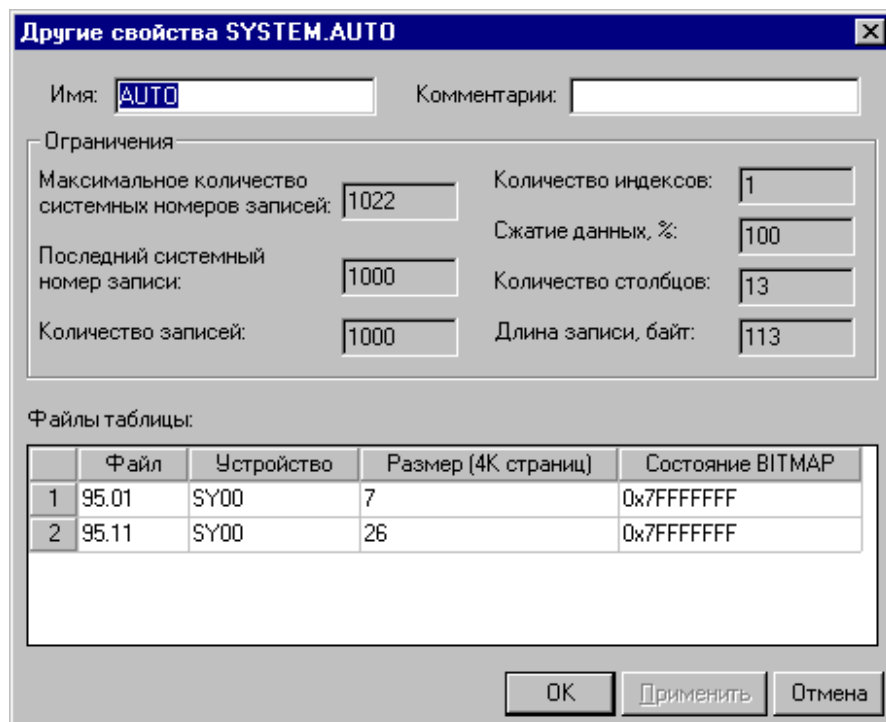 Другие свойства SYSTEM.AUTO
Имя: AUTO Комментарии:
Ограничения
Максимальное количество
системных номеров записей: 1022
Последний системный
номер записи: 1000
Количество записей: 1000
Количество индексов: 1
Сжатие данных, %: 100
Количество столбцов: 13
Длина записи, байт: 113
Файлы таблицы:
Файл Устройство Размер (4K страниц) Состояние BITMAP
1 95.01 SY00 7 0x7FFFFFFF
2 95.11 SY00 26 0x7FFFFFFF
OK Применить Отмена